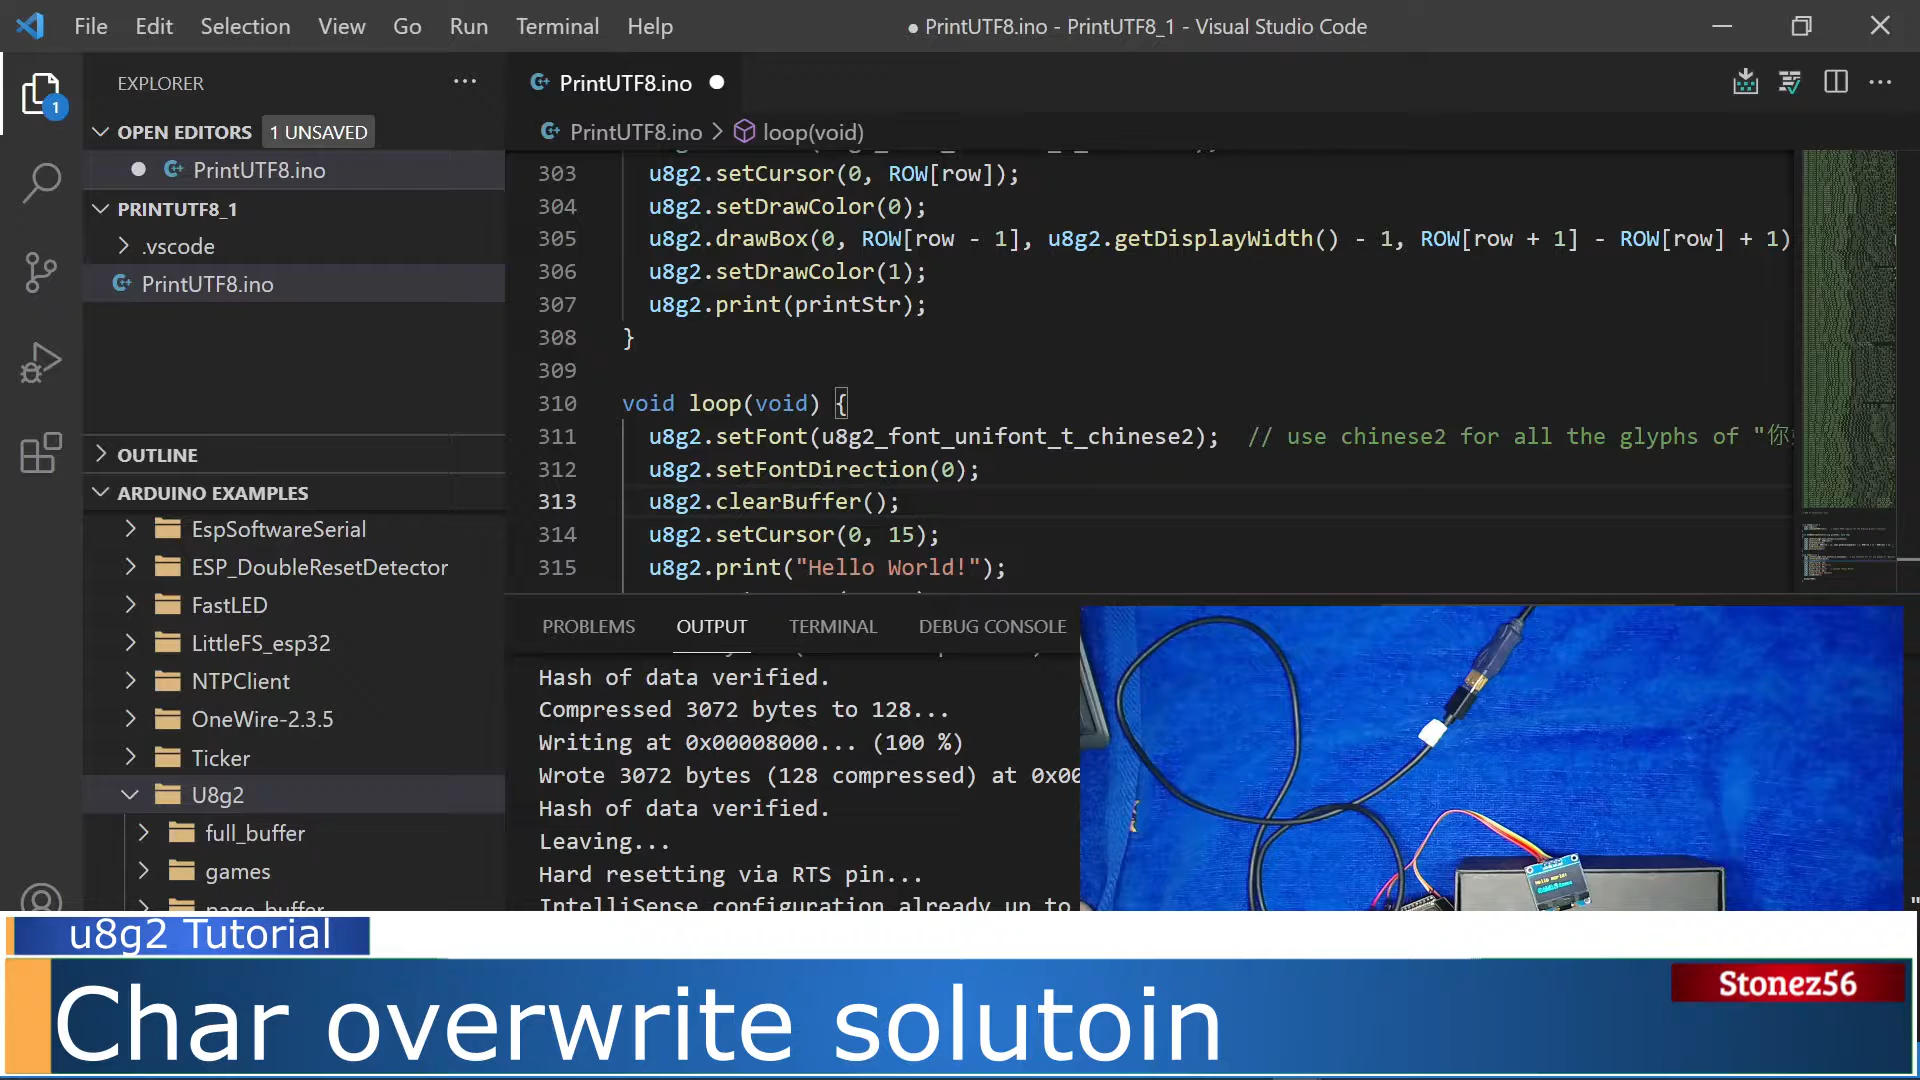 File Edit Selection View Go Run Terminal Help
● PrintUTF8.ino - PrintUTF8_1 - Visual Studio Code
EXPLORER
1
OPEN EDITORS 1 UNSAVED
PrintUTF8.ino
PRINTUTF8_1
.vscode
PrintUTF8.ino
OUTLINE
ARDUINO EXAMPLES
EspSoftwareSerial
ESP_DoubleResetDetector
FastLED
LittleFS_esp32
NTPClient
OneWire-2.3.5
Ticker
U8g2
full_buffer
games
page_buffer
PrintUTF8.ino
PrintUTF8.ino > loop(void)
303 u8g2.setCursor(0, ROW[row]);
304 u8g2.setDrawColor(0);
305 u8g2.drawBox(0, ROW[row - 1], u8g2.getDisplayWidth() - 1, ROW[row + 1] - ROW[row] + 1)
306 u8g2.setDrawColor(1);
307 u8g2.print(printStr);
308 }
309
310 void loop(void) {
311 u8g2.setFont(u8g2_font_unifont_t_chinese2); // use chinese2 for all the glyphs of "你
312 u8g2.setFontDirection(0);
313 u8g2.clearBuffer();
314 u8g2.setCursor(0, 15);
315 u8g2.print("Hello World!");
PROBLEMS OUTPUT TERMINAL DEBUG CONSOLE
Hash of data verified.
Compressed 3072 bytes to 128...
Writing at 0x00008000... (100 %)
Wrote 3072 bytes (128 compressed) at 0x00
Hash of data verified.
Leaving...
Hard resetting via RTS pin...
IntelliSense configuration already up to
Hello World!
u8g2 Tutorial
Char overwrite solutoin
Stonez56